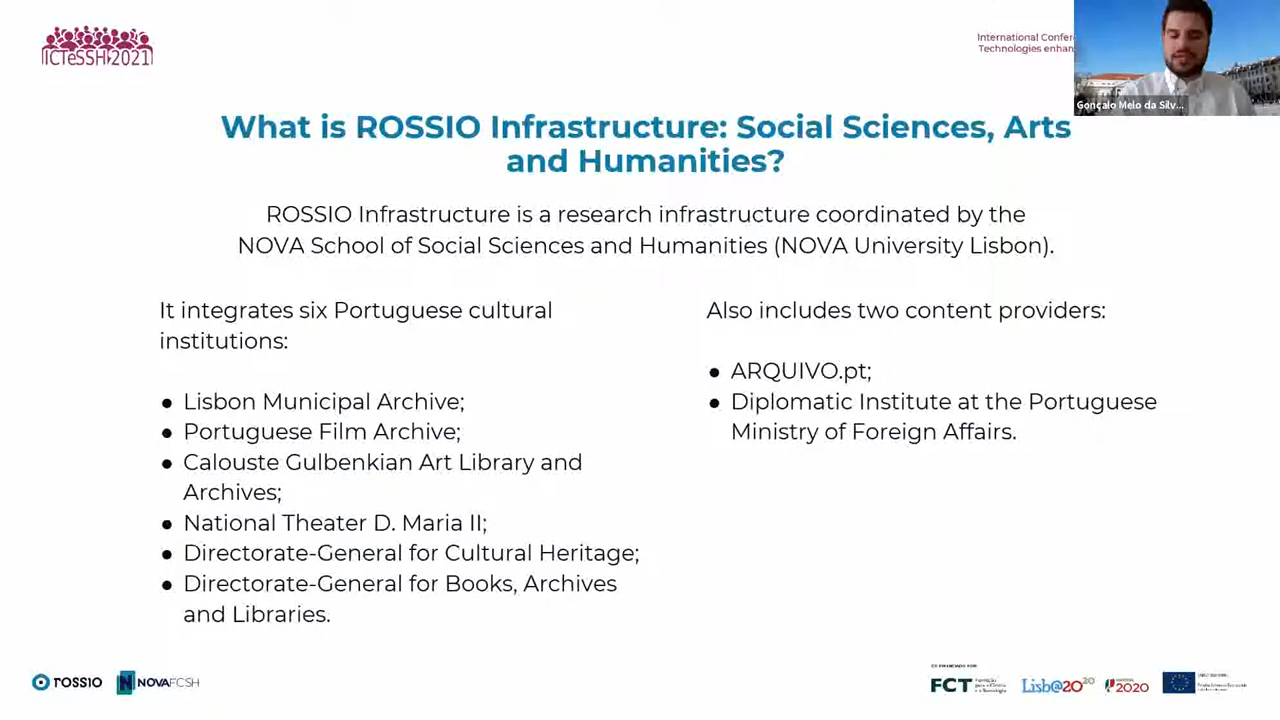 ICTeSSH2021
International Confere
Technologies enhan
Gonçalo Melo da Silv...
What is ROSSIO Infrastructure: Social Sciences, Arts
and Humanities?
ROSSIO Infrastructure is a research infrastructure coordinated by the
NOVA School of Social Sciences and Humanities (NOVA University Lisbon).
It integrates six Portuguese cultural
institutions:
● Lisbon Municipal Archive;
● Portuguese Film Archive;
● Calouste Gulbenkian Art Library and
Archives;
● National Theater D. Maria II;
● Directorate-General for Cultural Heritage;
● Directorate-General for Books, Archives
and Libraries.
Also includes two content providers:
● ARQUIVO.pt;
● Diplomatic Institute at the Portuguese
Ministry of Foreign Affairs.
rossio
N NOVAFCSH
FCT
Lisb@2020
2020